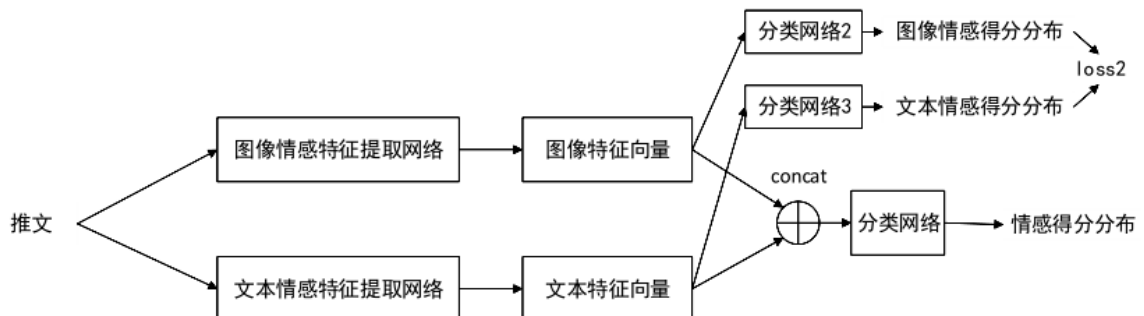 分类网络2
图像情感得分分布
loss2
分类网络3
文本情感得分分布
图像情感特征提取网络
图像特征向量
concat
推文
分类网络
情感得分分布
文本情感特征提取网络
文本特征向量